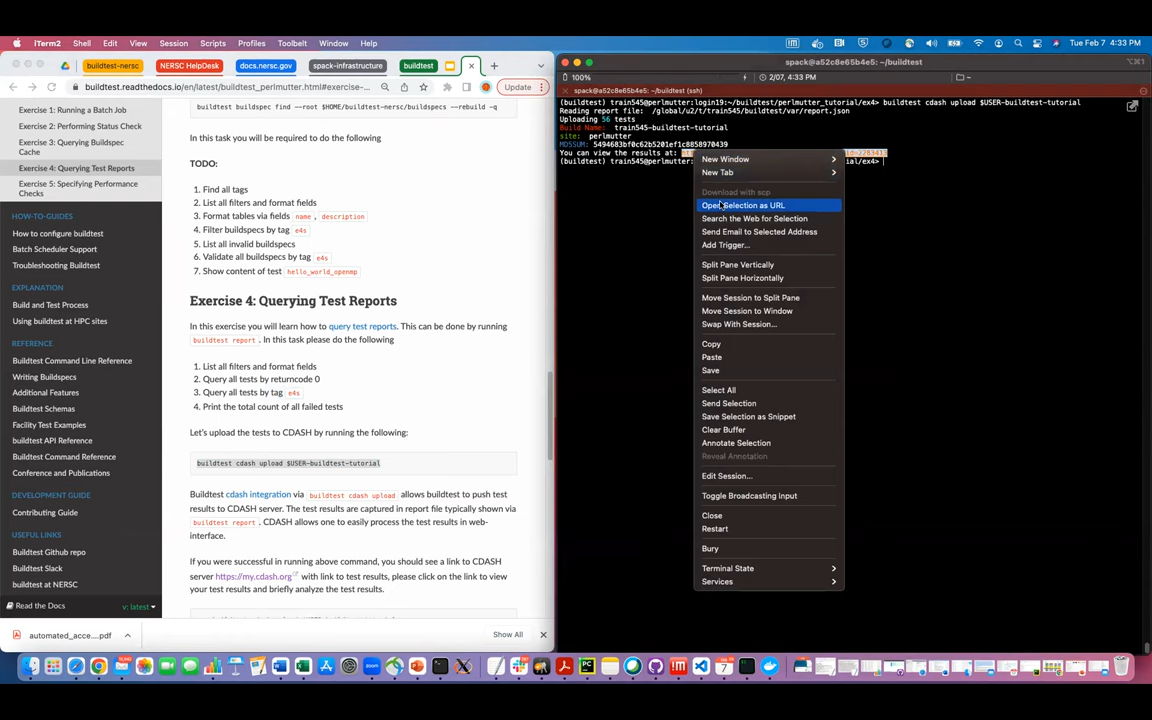 iTerm2 Shell Edit View Session Scripts Profiles Toolbelt Window Help
Tue Feb 7 4:33 PM
buildtest-nersc NERSC HelpDesk docs.nersc.gov spack-infrastructure buildtest
buildtest.readthedocs.io/en/latest/buildtest_perlmutter.html#exercise-...
Update
Exercise 1: Running a Batch Job
Exercise 2: Performing Status Check
Exercise 3: Querying Buildspec
Cache
Exercise 4: Querying Test Reports
Exercise 5: Specifying Performance
Checks
HOW-TO GUIDES
How to configure buildtest
Batch Scheduler Support
Troubleshooting Buildtest
EXPLANATION
Build and Test Process
Using buildtest at HPC sites
REFERENCE
Buildtest Command Line Reference
Writing Buildspecs
Additional Features
Buildtest Schemas
Facility Test Examples
buildtest API Reference
Buildtest Command Reference
Conference and Publications
DEVELOPMENT GUIDE
Contributing Guide
USEFUL LINKS
Buildtest Github repo
Buildtest Slack
buildtest at NERSC
Read the Docs
v: latest
buildtest buildspec find --root $HOME/buildtest-nersc/buildspecs --rebuild -q
In this task you will be required to do the following
TODO:
1. Find all tags
2. List all filters and format fields
3. Format tables via fields name, description
4. Filter buildspecs by tag e4s
5. List all invalid buildspecs
6. Validate all buildspecs by tag e4s
7. Show content of test hello_world_openmp
Exercise 4: Querying Test Reports
In this exercise you will learn how to query test reports. This can be done by running
buildtest report. In this task please do the following
1. List all filters and format fields
2. Query all tests by returncode 0
3. Query all tests by tag e4s
4. Print the total count of all failed tests
Let's upload the tests to CDASH by running the following:
buildtest cdash upload $USER-buildtest-tutorial
Buildtest cdash integration via buildtest cdash upload allows buildtest to push test
results to CDASH server. The test results are captured in report file typically shown via
buildtest report. CDASH allows one to easily process the test results in web-
interface.
If you were successful in running above command, you should see a link to CDASH
server https://my.cdash.org with link to test results, please click on the link to view
your test results and briefly analyze the test results.
automated_acce....pdf
Show All
spack@a52c8e65b4e5: ~/buildtest
⌥⌘1
100%
2/07, 4:33 PM
~
spack@a52c8e65b4e5: ~/buildtest (ssh)
(buildtest) train545@perlmutter:login19:~/buildtest/perlmutter_tutorial/ex4> buildtest cdash upload $USER-buildtest-tutorial
Reading report file: /global/u2/t/train545/buildtest/var/report.json
Uploading 56 tests
Build Name: train545-buildtest-tutorial
site: perlmutter
MD5SUM: 5494683bf0c62b5201ef1c8858970439
You can view the results at:
(buildtest) train545@perlmutter: ial/ex4>
New Window
New Tab
Download with scp
Open Selection as URL
Search the Web for Selection
Send Email to Selected Address
Add Trigger...
Split Pane Vertically
Split Pane Horizontally
Move Session to Split Pane
Move Session to Window
Swap With Session...
Copy
Paste
Save
Select All
Send Selection
Save Selection as Snippet
Clear Buffer
Annotate Selection
Reveal Annotation
Edit Session...
Toggle Broadcasting Input
Close
Restart
Bury
Terminal State
Services